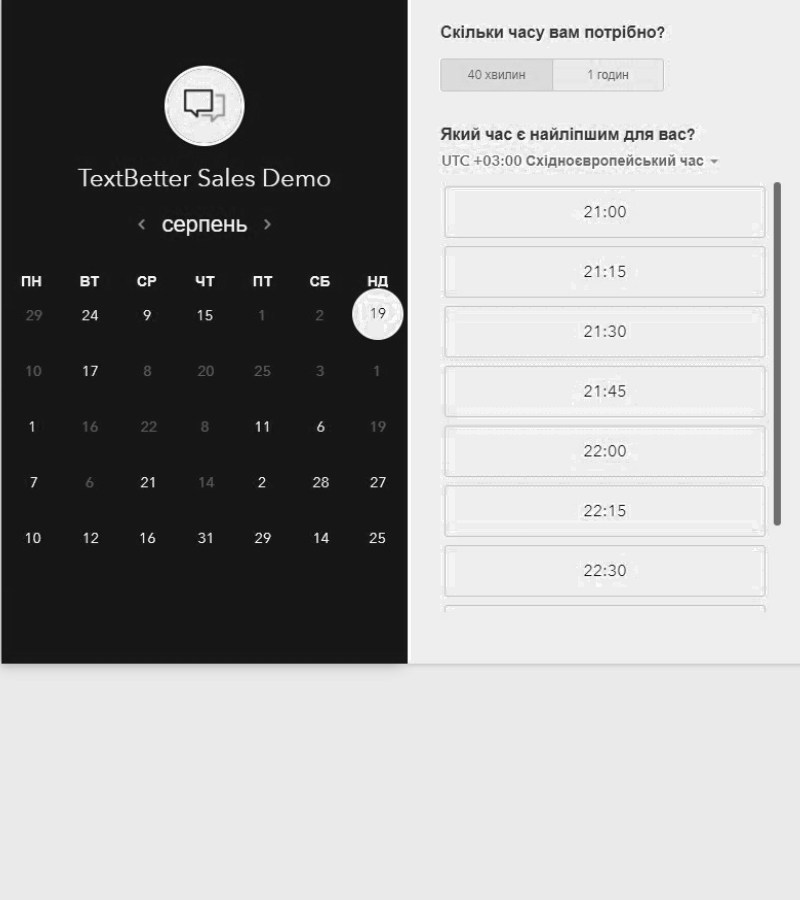 TextBetter Sales Demo
‹ серпень ›
ПН ВТ СР ЧТ ПТ СБ НД
29 24 9 15 1 2 19
10 17 8 20 25 3 1
1 16 22 8 11 6 19
7 6 21 14 2 28 27
10 12 16 31 29 14 25
Скільки часу вам потрібно?
40 хвилин 1 годин
Який час є найліпшим для вас?
UTC +03:00 Східноєвропейський час
21:00
21:15
21:30
21:45
22:00
22:15
22:30